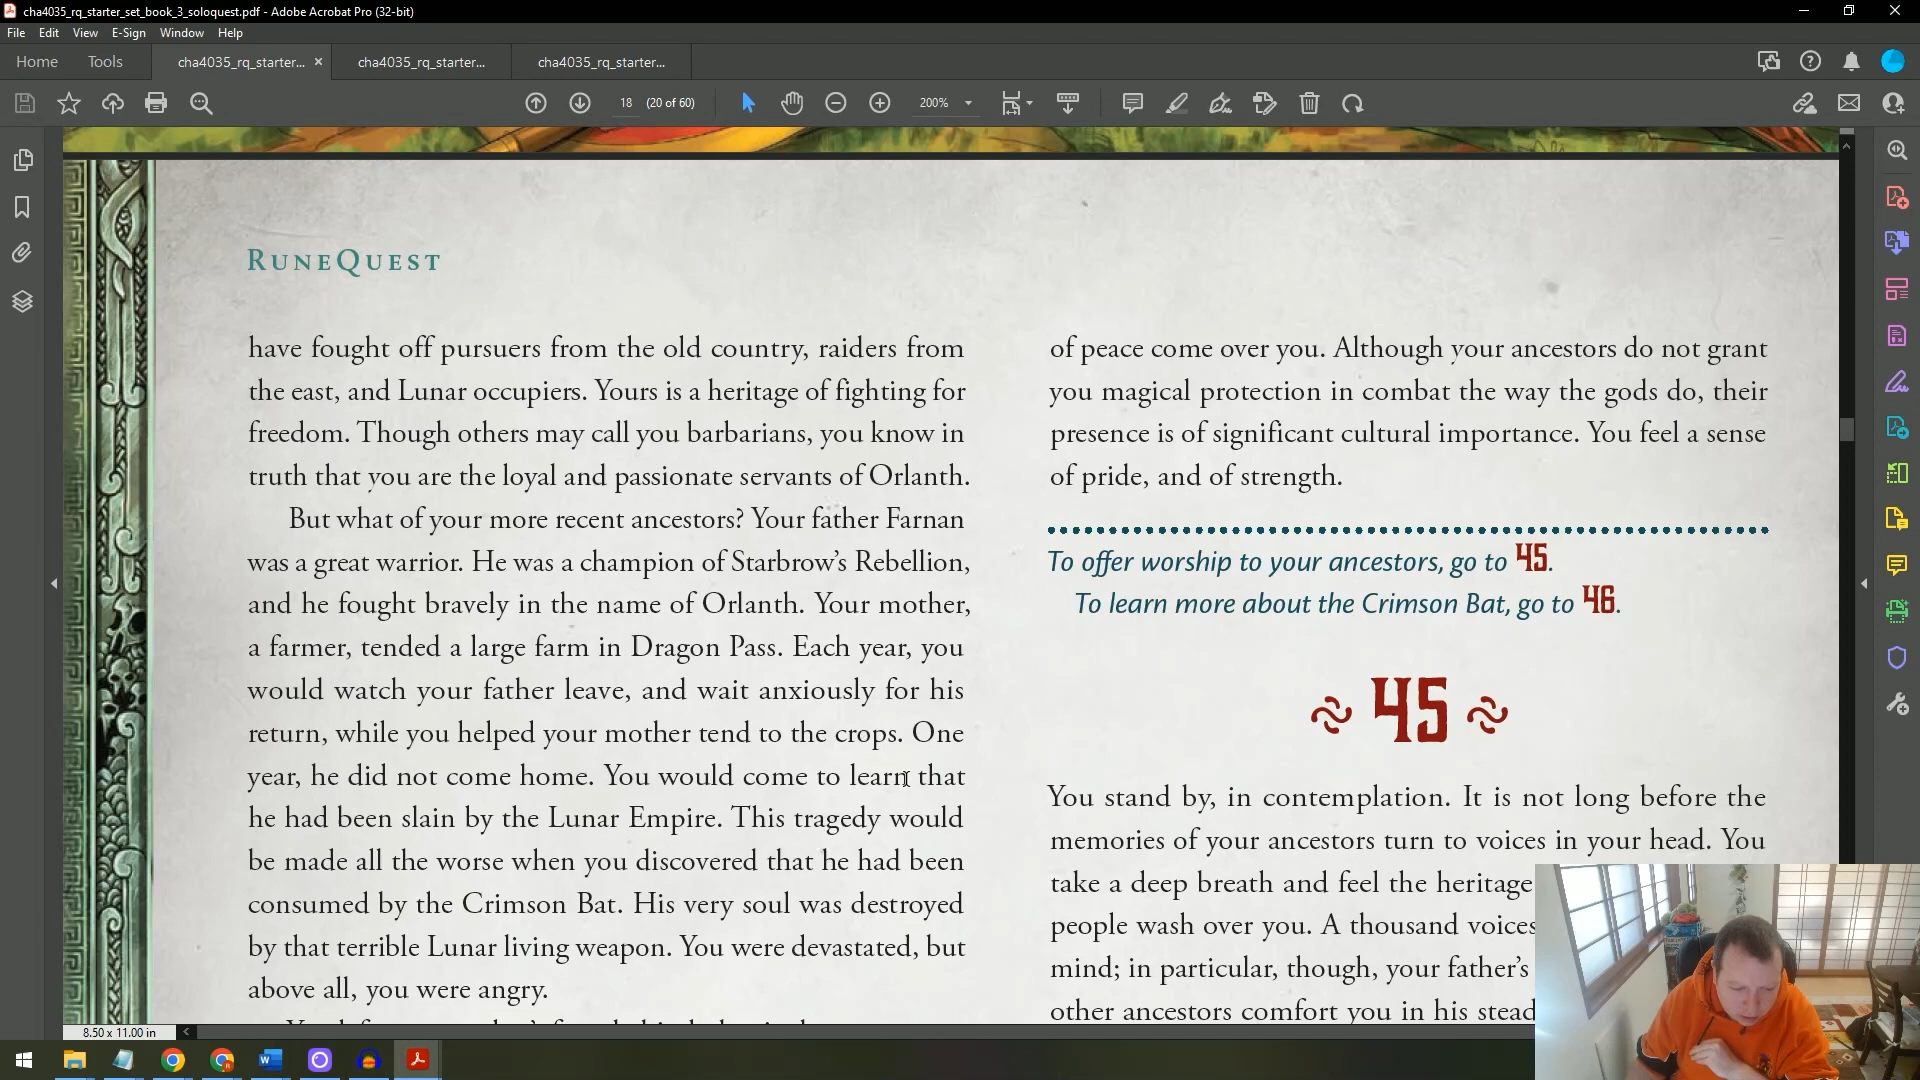 cha4035_rq_starter_set_book_3_soloquest.pdf - Adobe Acrobat Pro (32-bit)
File Edit View E-Sign Window Help
Home Tools cha4035_rq_starter... × cha4035_rq_starter... cha4035_rq_starter...
18 (20 of 60) 200%
RUNEQUEST
have fought off pursuers from the old country, raiders from
the east, and Lunar occupiers. Yours is a heritage of fighting for
freedom. Though others may call you barbarians, you know in
truth that you are the loyal and passionate servants of Orlanth.
But what of your more recent ancestors? Your father Farnan
was a great warrior. He was a champion of Starbrow's Rebellion,
and he fought bravely in the name of Orlanth. Your mother,
a farmer, tended a large farm in Dragon Pass. Each year, you
would watch your father leave, and wait anxiously for his
return, while you helped your mother tend to the crops. One
year, he did not come home. You would come to learn that
he had been slain by the Lunar Empire. This tragedy would
be made all the worse when you discovered that he had been
consumed by the Crimson Bat. His very soul was destroyed
by that terrible Lunar living weapon. You were devastated, but
above all, you were angry.
of peace come over you. Although your ancestors do not grant
you magical protection in combat the way the gods do, their
presence is of significant cultural importance. You feel a sense
of pride, and of strength.
To offer worship to your ancestors, go to 45.
To learn more about the Crimson Bat, go to 46.
45
You stand by, in contemplation. It is not long before the
memories of your ancestors turn to voices in your head. You
take a deep breath and feel the heritage
people wash over you. A thousand voices
mind; in particular, though, your father's
other ancestors comfort you in his stead
8.50 x 11.00 in